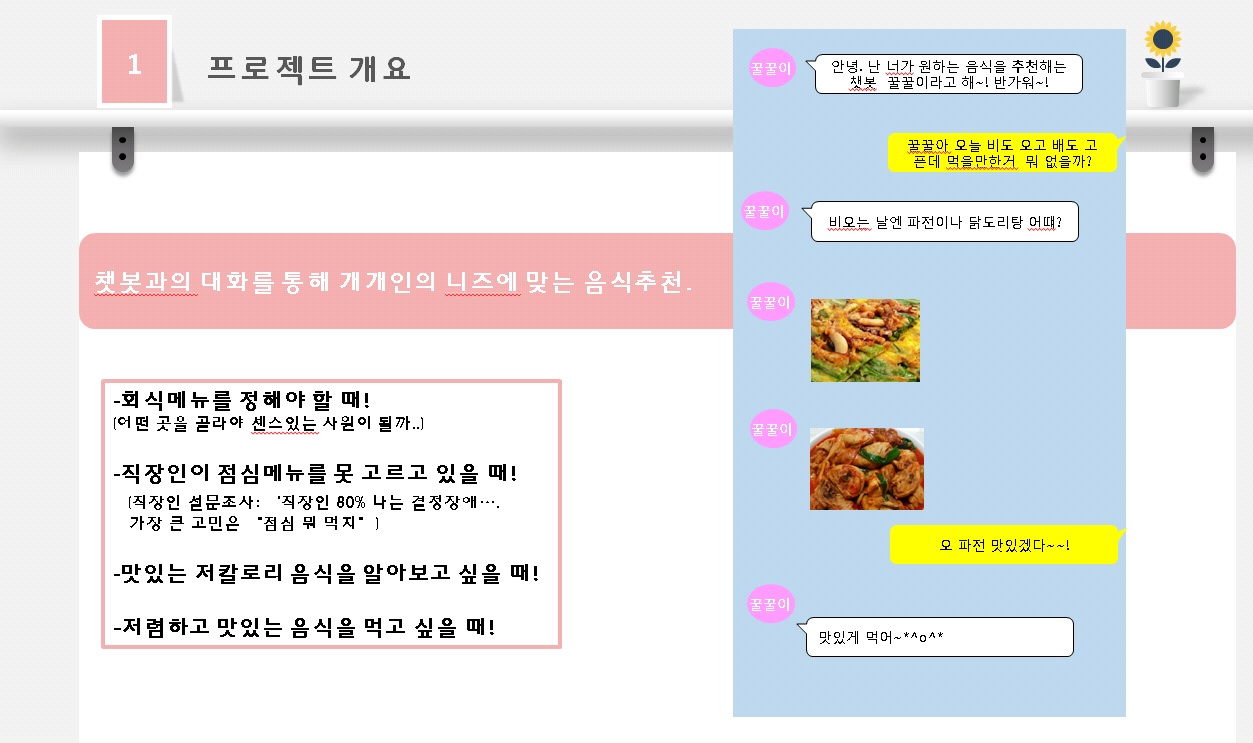 1
프로젝트 개요
챗봇과의 대화를 통해 개개인의 니즈에 맞는 음식추천.
-회식메뉴를 정해야 할 때!
(어떤 곳을 골라야 센스있는 사원이 될까..)
-직장인이 점심메뉴를 못 고르고 있을 때!
(직장인 설문조사: '직장인 80% 나는 결정장애….
가장 큰 고민은 "점심 뭐 먹지" )
-맛있는 저칼로리 음식을 알아보고 싶을 때!
-저렴하고 맛있는 음식을 먹고 싶을 때!
꿀꿀이
안녕. 난 너가 원하는 음식을 추천해는
챗봇 꿀꿀이라고 해~! 반가워~!
꿀꿀아 오늘 비도 오고 배도 고
픈데 먹을만한거 뭐 없을까?
꿀꿀이
비오는 날엔 파전이나 닭도리탕 어떄?
꿀꿀이
꿀꿀이
오 파전 맛있겠다~~!
꿀꿀이
맛있게 먹어~*^o^*